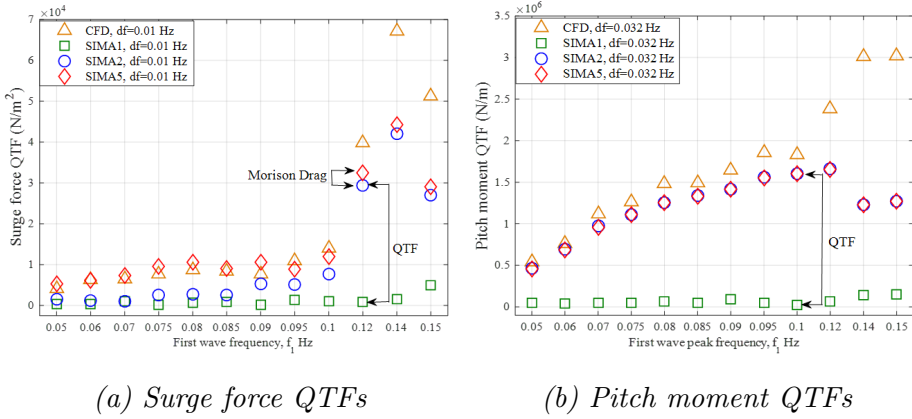 7 x 10^4
CFD, df=0.01 Hz
SIMA1, df=0.01 Hz
SIMA2, df=0.01 Hz
SIMA5, df=0.01 Hz
6
5
4
3
2
1
0
Surge force QTF (N/m^2)
Morison Drag
QTF
0.05 0.06 0.07 0.075 0.08 0.085 0.09 0.095 0.1 0.12 0.14 0.15
First wave frequency, f_1 Hz
(a) Surge force QTFs
x 10^6
3.5
CFD, df=0.032 Hz
SIMA1, df=0.032 Hz
SIMA2, df=0.032 Hz
SIMA5, df=0.032 Hz
3
2.5
2
1.5
1
0.5
0
Pitch moment QTF (N/m)
QTF
0.05 0.06 0.07 0.075 0.08 0.085 0.09 0.095 0.1 0.12 0.14 0.15
First wave peak frequency, f_1 Hz
(b) Pitch moment QTFs